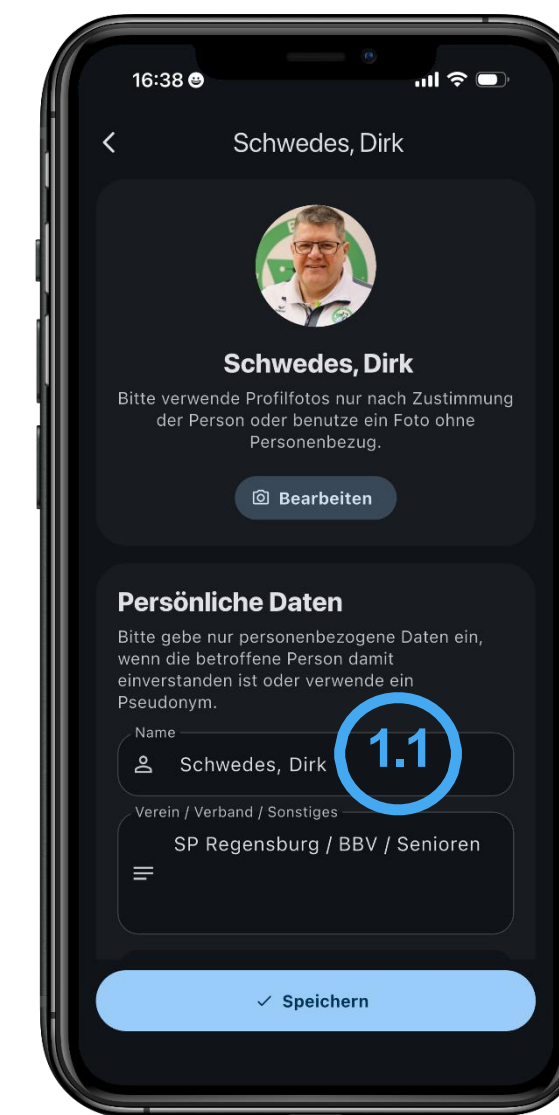 16:38
Schwedes, Dirk
Schwedes, Dirk
Bitte verwende Profilfotos nur nach Zustimmung
der Person oder benutze ein Foto ohne
Personenbezug.
Bearbeiten
Persönliche Daten
Bitte gebe nur personenbezogene Daten ein,
wenn die betroffene Person damit
einverstanden ist oder verwende ein
Pseudonym.
Name
Schwedes, Dirk
1.1
Verein / Verband / Sonstiges
SP Regensburg / BBV / Senioren
Speichern